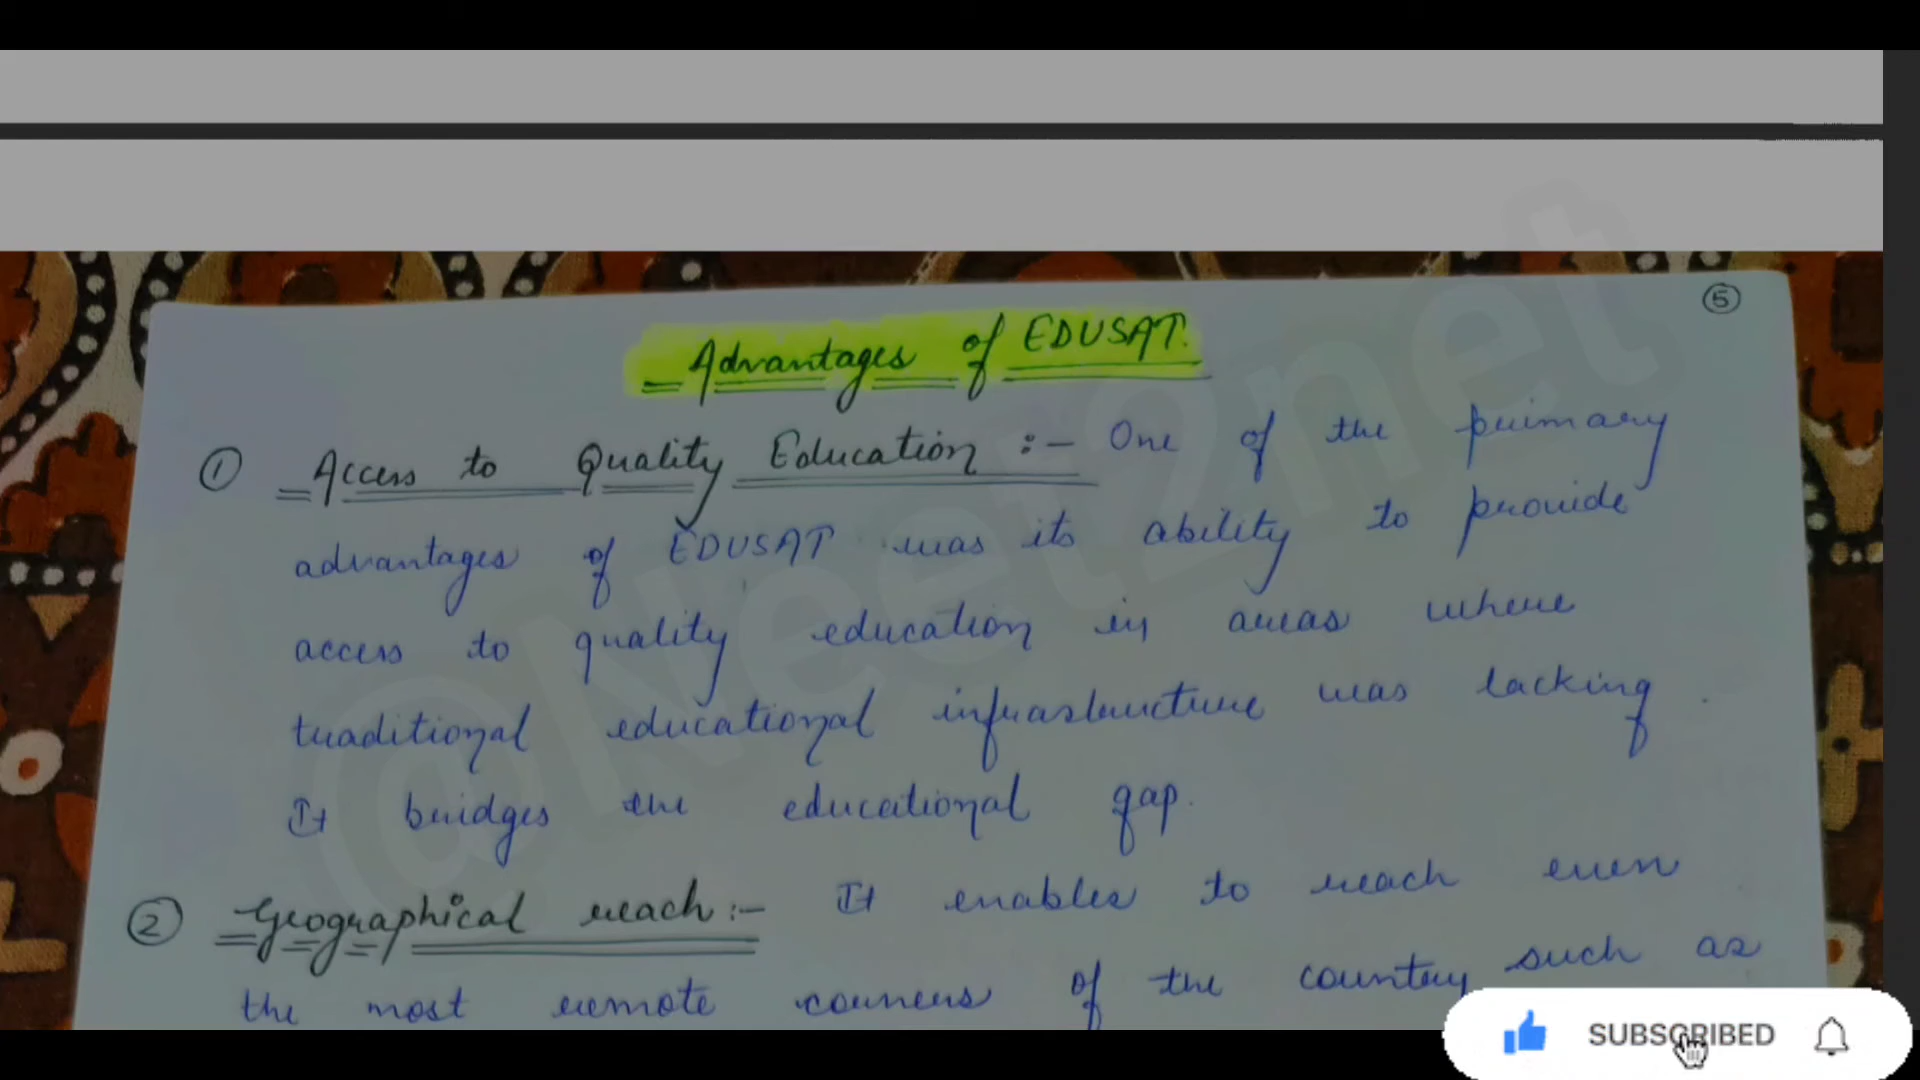 5
Advantages of EDUSAT.
1 Access to Quality Education :- One of the primary
advantages of EDUSAT was its ability to provide
access to quality education in areas where
traditional educational infrastructure was lacking.
It bridges the educational gap.
2 Geographical reach :- It enables to reach even
the most remote corners of the country such as
@Neet2net
SUBSCRIBED